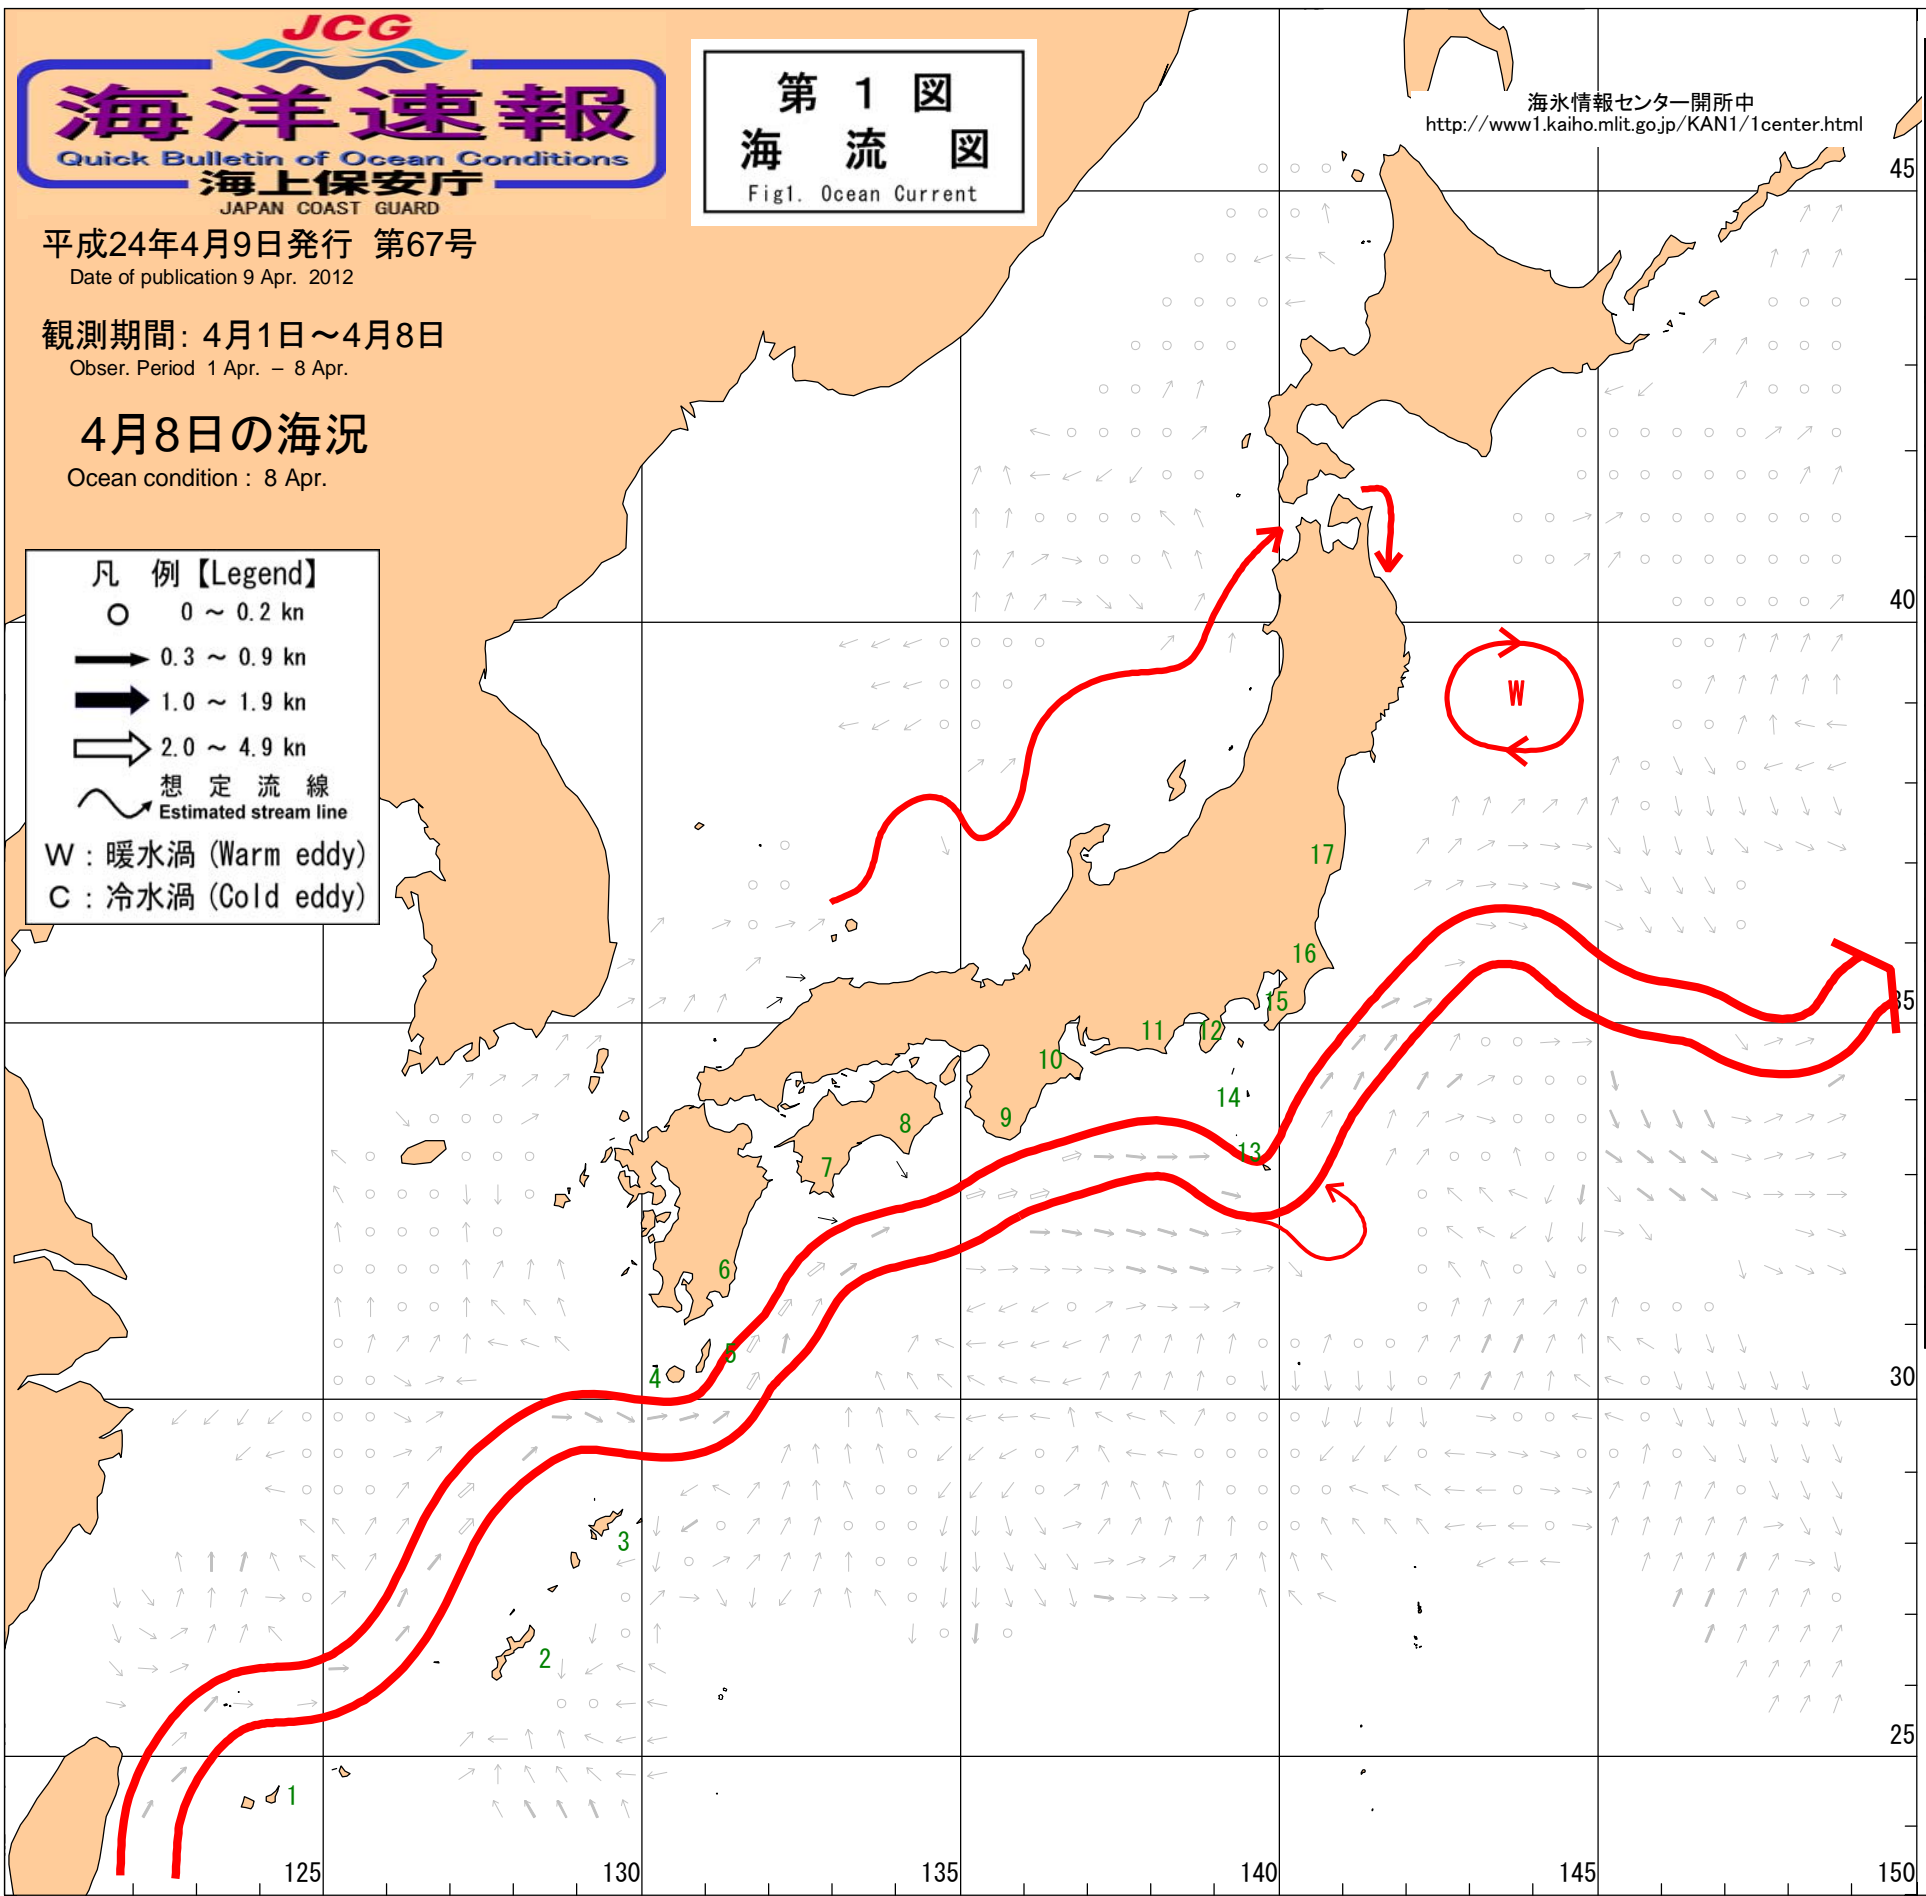 JCG
海洋速報
Quick Bulletin of Ocean Conditions
海上保安庁
JAPAN COAST GUARD
第 1 図
海 流 図
Fig1. Ocean Current
海氷情報センター開所中
http://www1.kaiho.mlit.go.jp/KAN1/1center.html
平成24年4月9日発行 第67号
Date of publication 9 Apr. 2012
観測期間: 4月1日～4月8日
Obser. Period 1 Apr. – 8 Apr.
4月8日の海況
Ocean condition : 8 Apr.
凡 例【Legend】
0 ～ 0.2 kn
0.3 ～ 0.9 kn
1.0 ～ 1.9 kn
2.0 ～ 4.9 kn
想 定 流 線
Estimated stream line
W : 暖水渦 (Warm eddy)
C : 冷水渦 (Cold eddy)
45
40
W
17
16
35
15
12
11
10
14
9
8
13
7
6
5
4
30
3
2
25
1
125
130
135
140
145
150